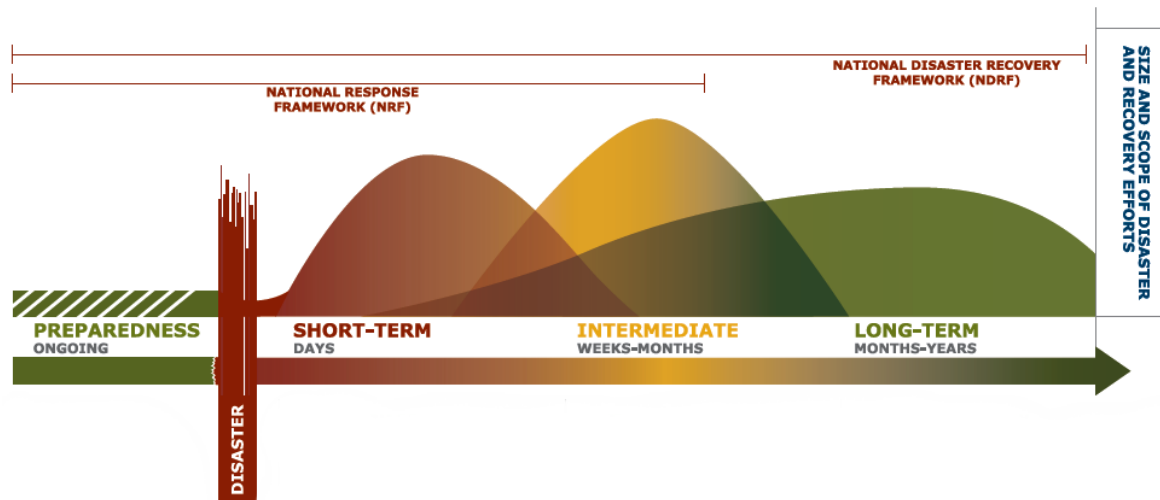 NATIONAL DISASTER RECOVERY
FRAMEWORK (NDRF)
NATIONAL RESPONSE
FRAMEWORK (NRF)
SIZE AND SCOPE OF DISASTER
AND RECOVERY EFFORTS
PREPAREDNESS
ONGOING
SHORT-TERM
DAYS
INTERMEDIATE
WEEKS-MONTHS
LONG-TERM
MONTHS-YEARS
DISASTER